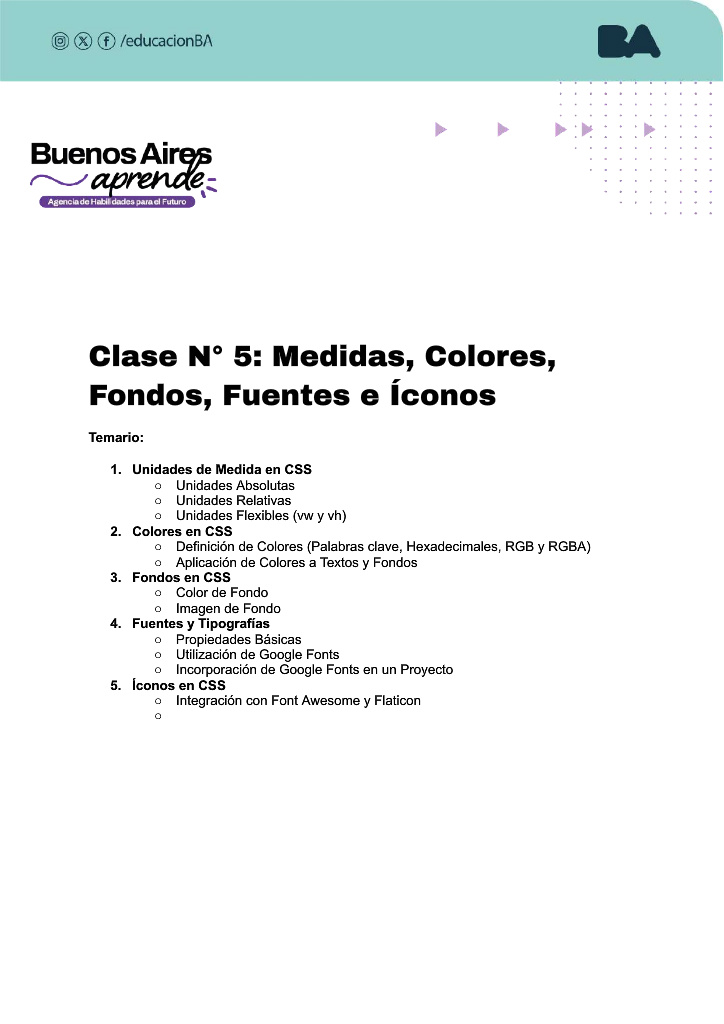 /educacionBA
BA
Buenos Aires
aprende
Agencia de Habilidades para el Futuro
Clase N° 5: Medidas, Colores,
Fondos, Fuentes e Íconos
Temario:
1. Unidades de Medida en CSS
○ Unidades Absolutas
○ Unidades Relativas
○ Unidades Flexibles (vw y vh)
2. Colores en CSS
○ Definición de Colores (Palabras clave, Hexadecimales, RGB y RGBA)
○ Aplicación de Colores a Textos y Fondos
3. Fondos en CSS
○ Color de Fondo
○ Imagen de Fondo
4. Fuentes y Tipografías
○ Propiedades Básicas
○ Utilización de Google Fonts
○ Incorporación de Google Fonts en un Proyecto
5. Íconos en CSS
○ Integración con Font Awesome y Flaticon
○